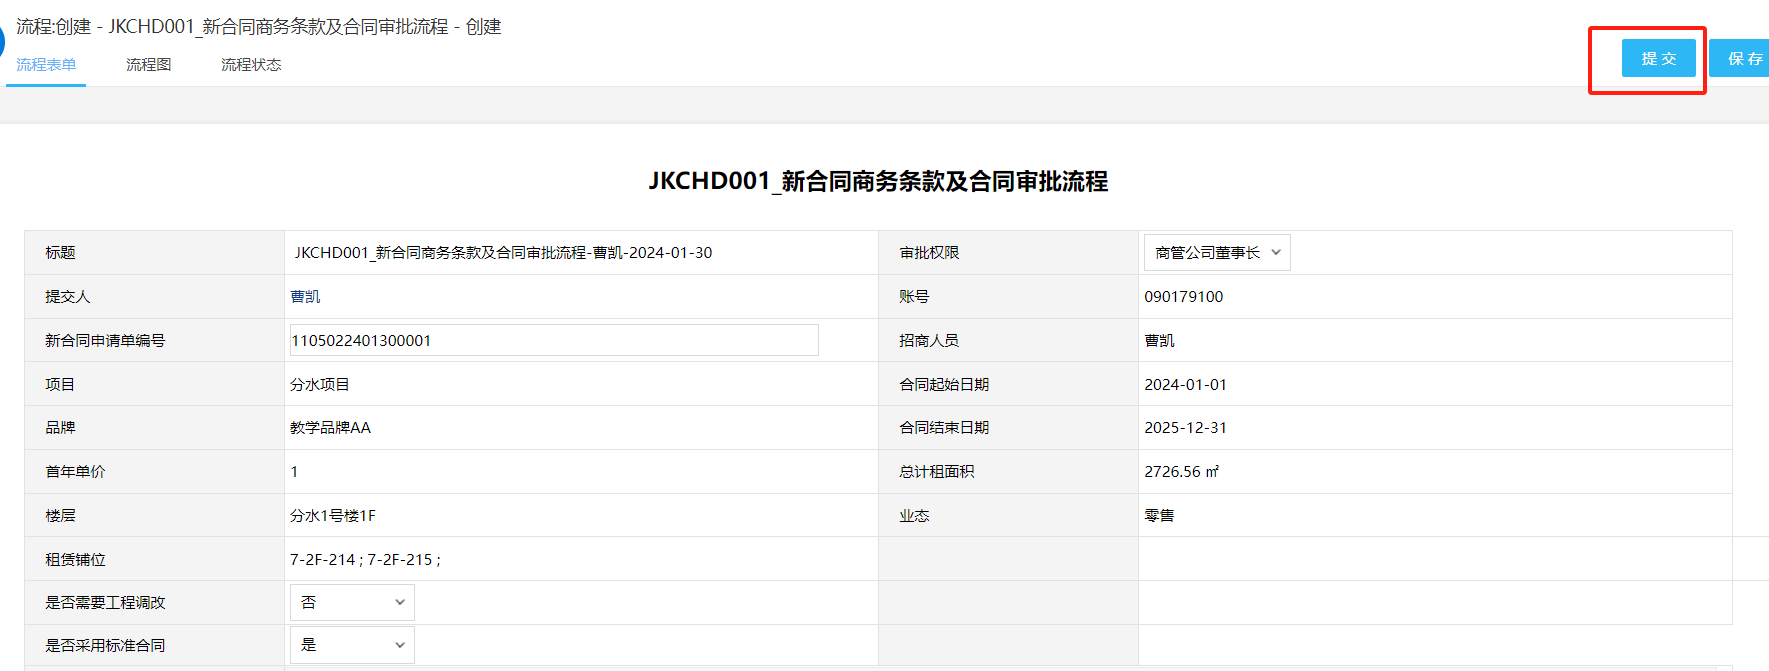 流程:创建 - JKCHD001_新合同商务条款及合同审批流程 - 创建
流程表单 流程图 流程状态
提 交 保 存
JKCHD001_新合同商务条款及合同审批流程
标题 JKCHD001_新合同商务条款及合同审批流程-曹凯-2024-01-30 审批权限 商管公司董事长
提交人 曹凯 账号 090179100
新合同申请单编号 1105022401300001 招商人员 曹凯
项目 分水项目 合同起始日期 2024-01-01
品牌 教学品牌AA 合同结束日期 2025-12-31
首年单价 1 总计租面积 2726.56 ㎡
楼层 分水1号楼1F 业态 零售
租赁铺位 7-2F-214 ; 7-2F-215 ;
是否需要工程调改 否
是否采用标准合同 是